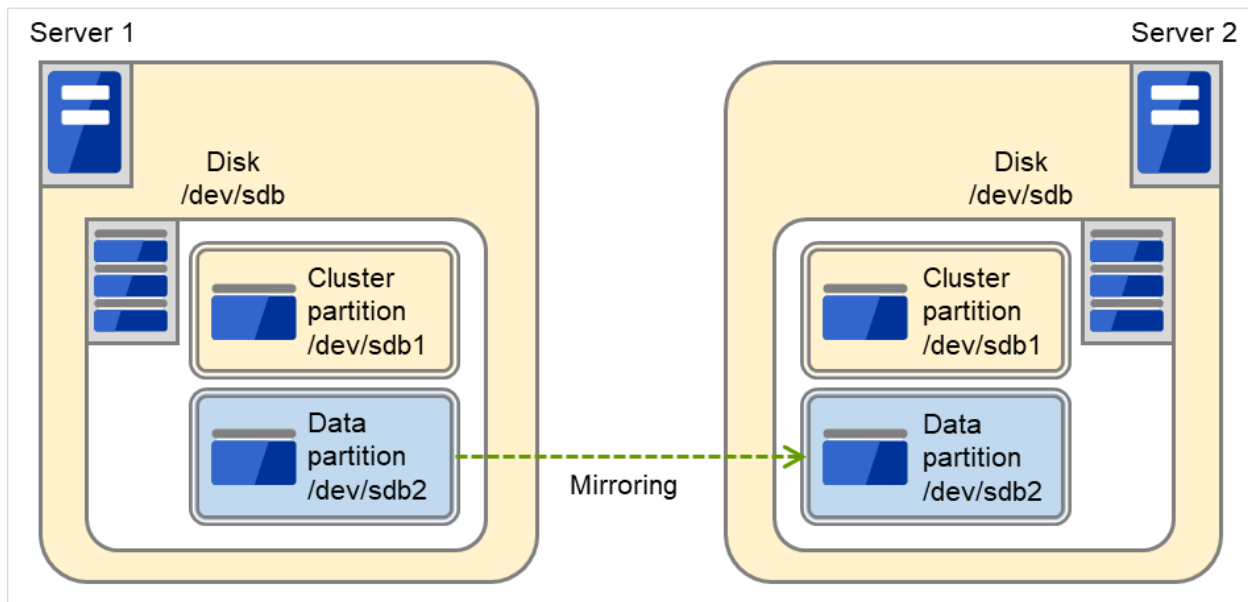 Server 1
Server 2
Disk
/dev/sdb
Cluster
partition
/dev/sdb1
Data
partition
/dev/sdb2
Mirroring
Disk
/dev/sdb
Cluster
partition
/dev/sdb1
Data
partition
/dev/sdb2